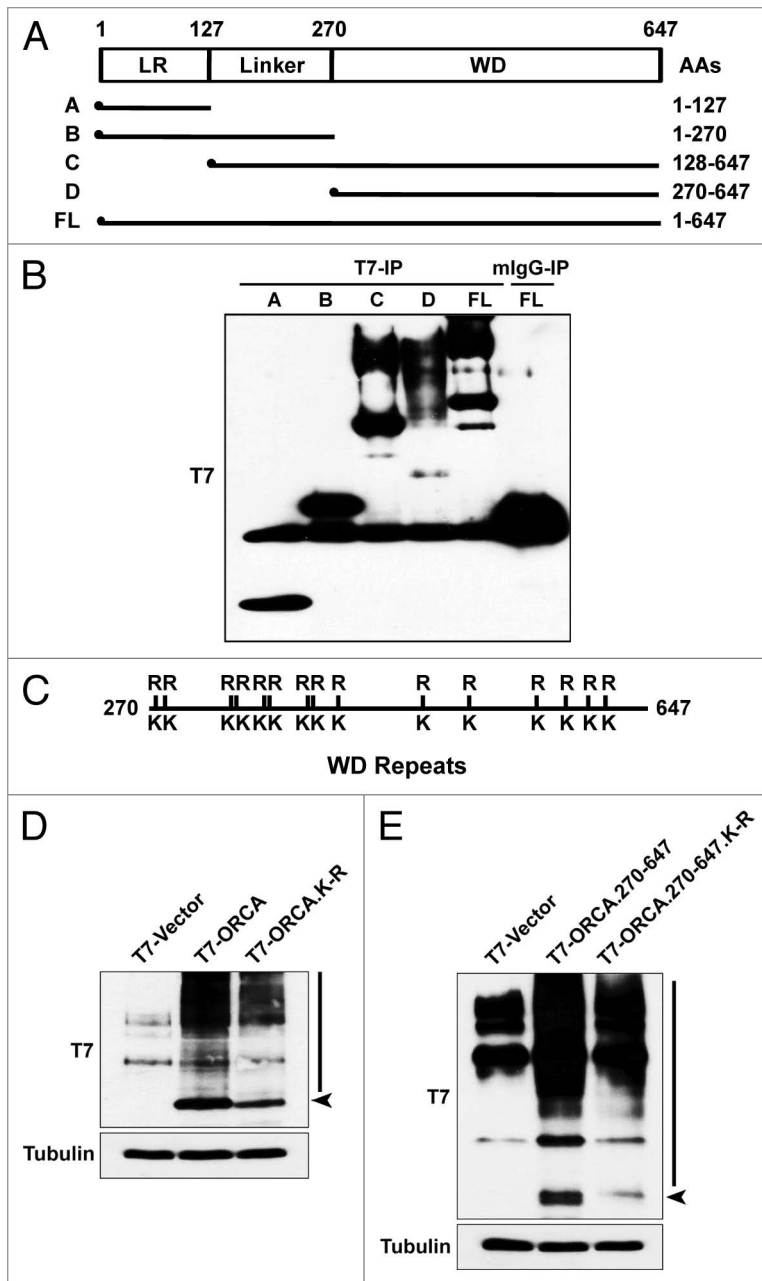 A
1 127 270 647
LR Linker WD AAs
A 1-127
B 1-270
C 128-647
D 270-647
FL 1-647
B
T7-IP mIgG-IP
A B C D FL FL
T7
C
RR RRRR RR R R R R R R R
270 647
KK KKKK KK K K K K K K K
WD Repeats
D
T7-Vector
T7-ORCA
T7-ORCA.K-R
T7
Tubulin
E
T7-Vector
T7-ORCA.270-647
T7-ORCA.270-647.K-R
T7
Tubulin